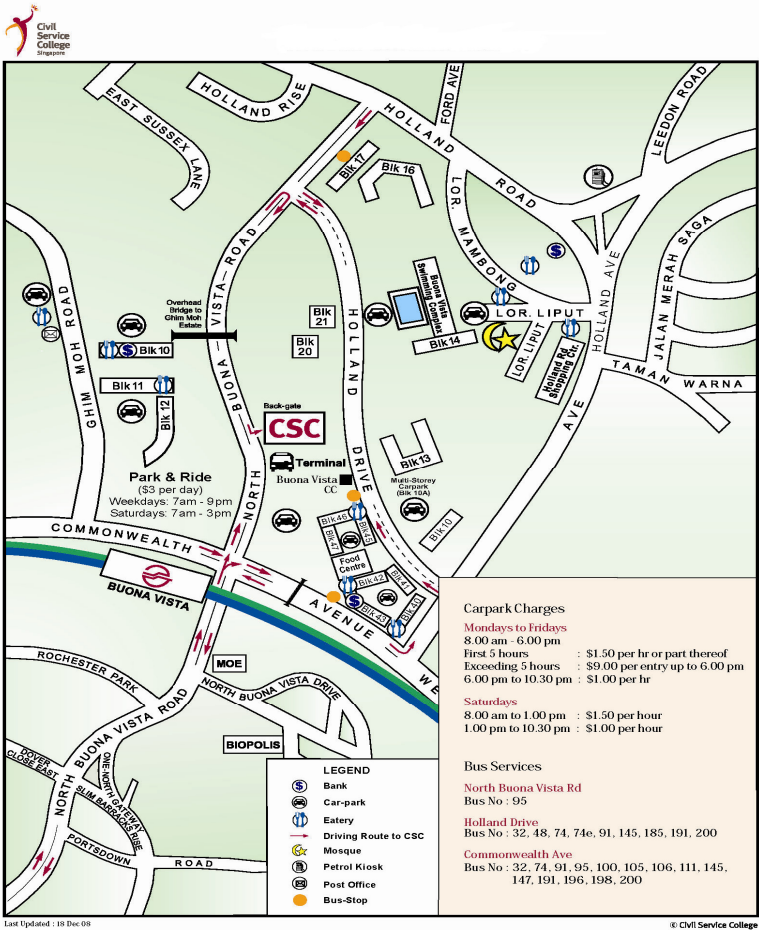 Civil
Service
College
Singapore
EAST SUSSEX LANE
HOLLAND RISE
HOLLAND ROAD
FORD AVE
LEEDON ROAD
Blk 17
Blk 16
LOR. MAMBONG
HOLLAND AVE
JALAN MERAH SAGA
Overhead
Bridge to
Ghim Moh
Estate
NORTH BUONA VISTA ROAD
Blk
21
Blk
20
HOLLAND DRIVE
Buona Vista
Swimming Complex
Blk 14
LOR. LIPUT
LOR. LIPUT
Holland Rd
Shopping Ctr.
TAMAN WARNA
GHIM MOH ROAD
$ Blk 10
Blk 11
Blk 12
Back-gate
CSC
AVE
Park & Ride
($3 per day)
Weekdays: 7am - 9pm
Saturdays: 7am - 3pm
Terminal
Buona Vista
CC
Blk 13
Multi-Storey
Carpark
(Blk 10A)
Blk 10
Blk 46
Blk 45
Blk 47
Food
Centre
Blk 42
Blk 41
Blk 43
Blk 40
COMMONWEALTH AVENUE WE
BUONA VISTA
MOE
ROCHESTER PARK
NORTH BUONA VISTA DRIVE
NORTH BUONA VISTA ROAD
BIOPOLIS
DOVER
CLOSE EAST
ONE-NORTH GATEWAY
SLIM BARRACKS RISE
PORTSDOWN ROAD
LEGEND
$ Bank
Car-park
Eatery
Driving Route to CSC
Mosque
Petrol Kiosk
Post Office
Bus-Stop
Carpark Charges
Mondays to Fridays
8.00 am - 6.00 pm
First 5 hours : $1.50 per hr or part thereof
Exceeding 5 hours : $9.00 per entry up to 6.00 pm
6.00 pm to 10.30 pm : $1.00 per hr
Saturdays
8.00 am to 1.00 pm : $1.50 per hour
1.00 pm to 10.30 pm : $1.00 per hour
Bus Services
North Buona Vista Rd
Bus No : 95
Holland Drive
Bus No : 32, 48, 74, 74e, 91, 145, 185, 191, 200
Commonwealth Ave
Bus No : 32, 74, 91, 95, 100, 105, 106, 111, 145,
147, 191, 196, 198, 200
Last Updated : 18 Dec 08
© Civil Service College